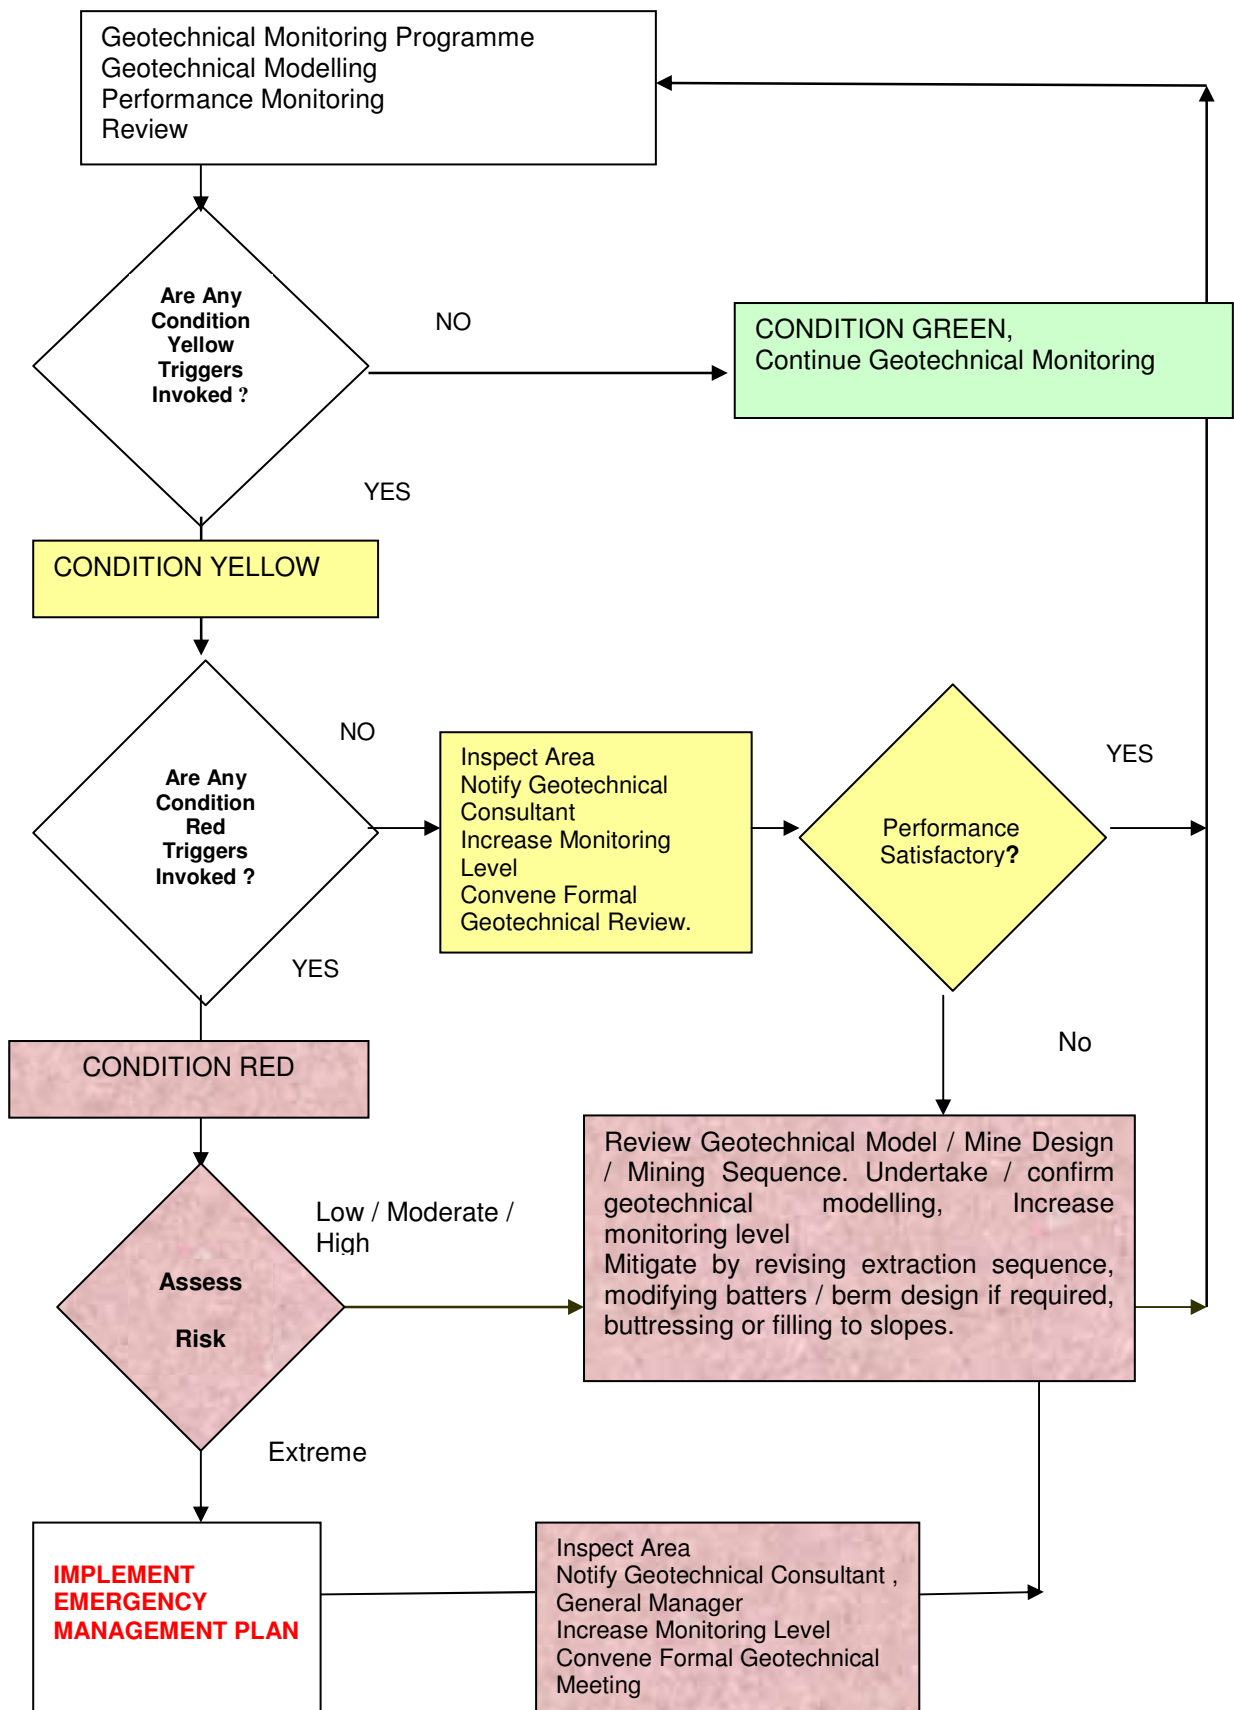 Geotechnical Monitoring Programme
Geotechnical Modelling
Performance Monitoring
Review
Are Any
Condition
Yellow
Triggers
Invoked ?
NO
CONDITION GREEN,
Continue Geotechnical Monitoring
YES
CONDITION YELLOW
Are Any
Condition
Red
Triggers
Invoked ?
NO
Inspect Area
Notify Geotechnical
Consultant
Increase Monitoring
Level
Convene Formal
Geotechnical Review.
Performance
Satisfactory?
YES
YES
No
CONDITION RED
Assess
Risk
Low / Moderate /
High
Review Geotechnical Model / Mine Design
/ Mining Sequence. Undertake / confirm
geotechnical modelling, Increase
monitoring level
Mitigate by revising extraction sequence,
modifying batters / berm design if required,
buttressing or filling to slopes.
Extreme
IMPLEMENT
EMERGENCY
MANAGEMENT PLAN
Inspect Area
Notify Geotechnical Consultant ,
General Manager
Increase Monitoring Level
Convene Formal Geotechnical
Meeting